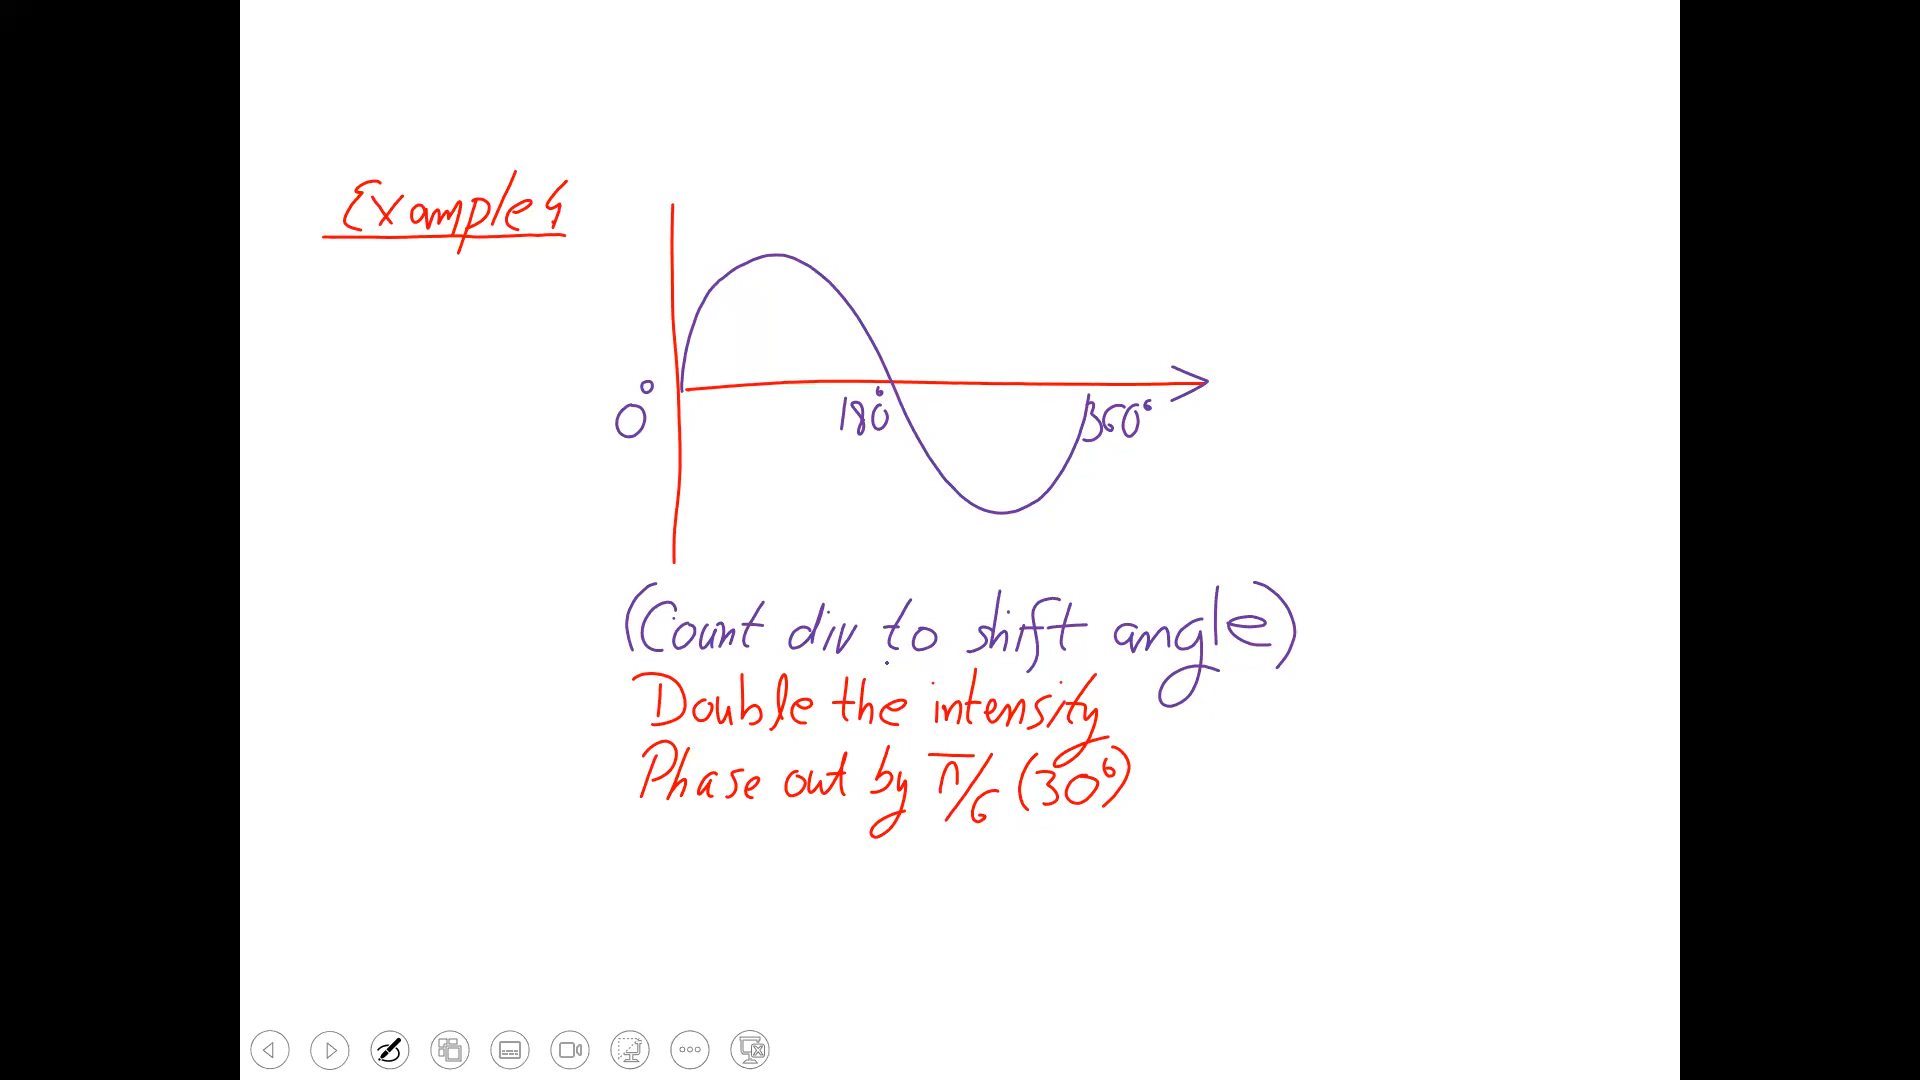 Example 4
0°
180°
360°
(Count div to shift angle)
Double the intensity
Phase out by π/6 (30°)